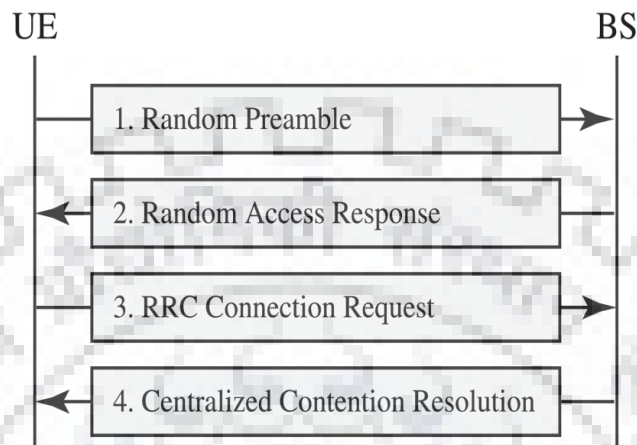 UE BS
1. Random Preamble
2. Random Access Response
3. RRC Connection Request
4. Centralized Contention Resolution